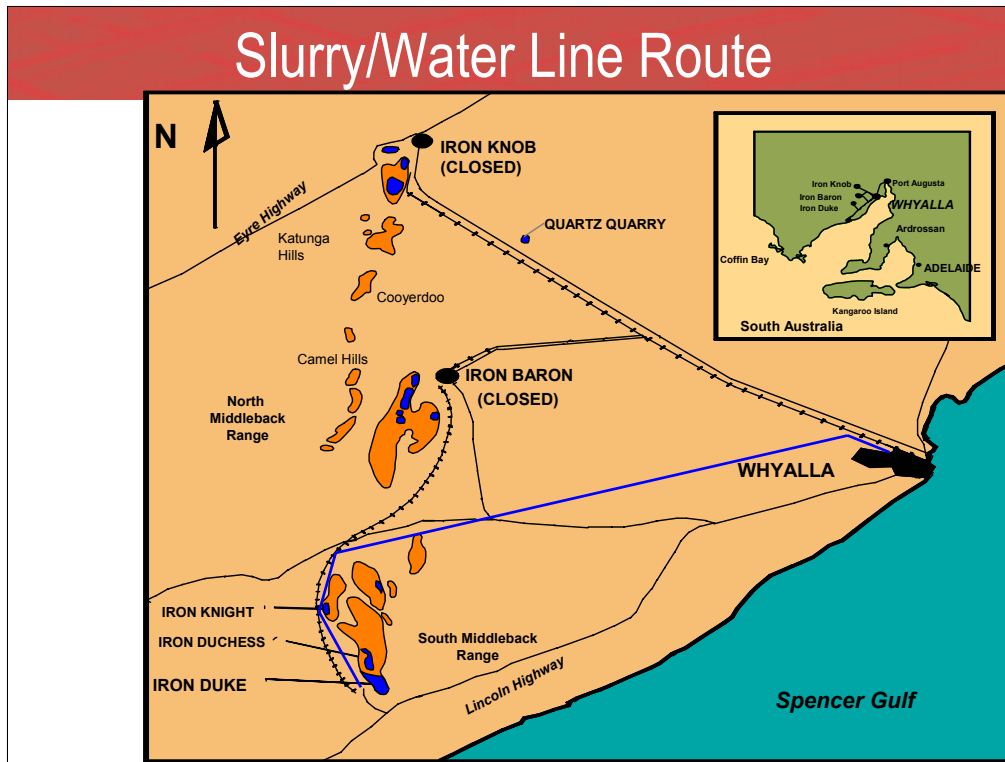 Slurry/Water Line Route
N
IRON KNOB
(CLOSED)
Eyre Highway
Katunga
Hills
QUARTZ QUARRY
Cooyerdoo
Camel Hills
IRON BARON
(CLOSED)
North
Middleback
Range
WHYALLA
IRON KNIGHT
IRON DUCHESS
IRON DUKE
South Middleback
Range
Lincoln Highway
Spencer Gulf
Iron Knob
Port Augusta
Iron Baron
WHYALLA
Iron Duke
Ardrossan
Coffin Bay
ADELAIDE
Kangaroo Island
South Australia